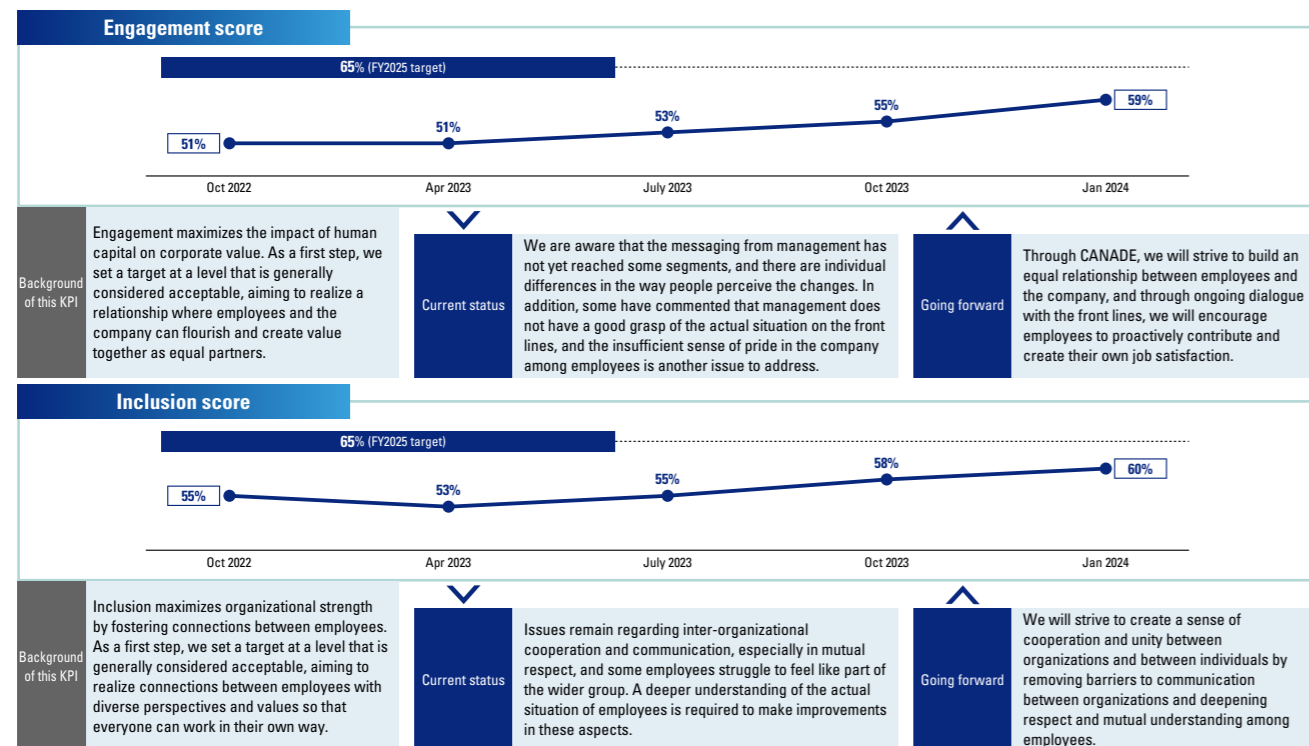 Engagement score
65% (FY2025 target)
51%
51%
53%
55%
59%
Oct 2022
Apr 2023
July 2023
Oct 2023
Jan 2024
Background
of this KPI
Engagement maximizes the impact of human
capital on corporate value. As a first step, we
set a target at a level that is generally
considered acceptable, aiming to realize a
relationship where employees and the
company can flourish and create value
together as equal partners.
Current status
We are aware that the messaging from management has
not yet reached some segments, and there are individual
differences in the way people perceive the changes. In
addition, some have commented that management does
not have a good grasp of the actual situation on the front
lines, and the insufficient sense of pride in the company
among employees is another issue to address.
Going forward
Through CANADE, we will strive to build an
equal relationship between employees and
the company, and through ongoing dialogue
with the front lines, we will encourage
employees to proactively contribute and
create their own job satisfaction.
Inclusion score
65% (FY2025 target)
55%
53%
55%
58%
60%
Oct 2022
Apr 2023
July 2023
Oct 2023
Jan 2024
Background
of this KPI
Inclusion maximizes organizational strength
by fostering connections between employees.
As a first step, we set a target at a level that is
generally considered acceptable, aiming to
realize connections between employees with
diverse perspectives and values so that
everyone can work in their own way.
Current status
Issues remain regarding inter-organizational
cooperation and communication, especially in mutual
respect, and some employees struggle to feel like part of
the wider group. A deeper understanding of the actual
situation of employees is required to make improvements
in these aspects.
Going forward
We will strive to create a sense of
cooperation and unity between
organizations and between individuals by
removing barriers to communication
between organizations and deepening
respect and mutual understanding among
employees.